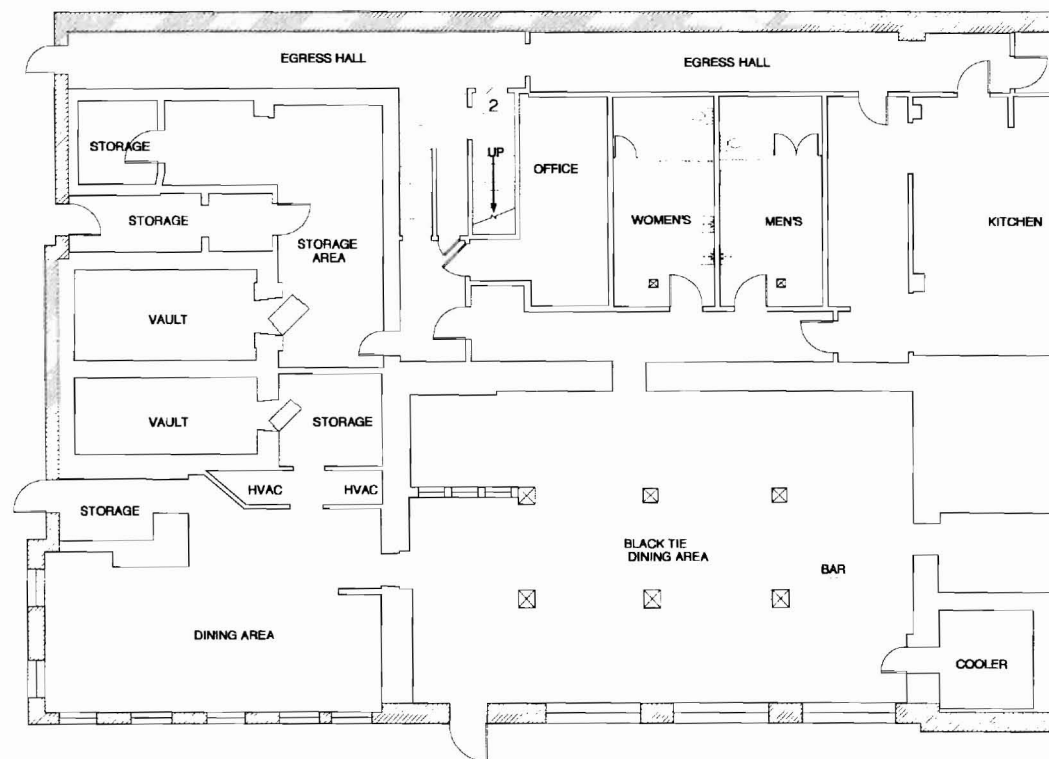 EGRESS HALL
EGRESS HALL
2
UP
STORAGE
OFFICE
STORAGE
WOMEN'S
MEN'S
KITCHEN
STORAGE
AREA
VAULT
VAULT
STORAGE
HVAC
HVAC
STORAGE
BLACK TIE
DINING AREA
BAR
DINING AREA
COOLER